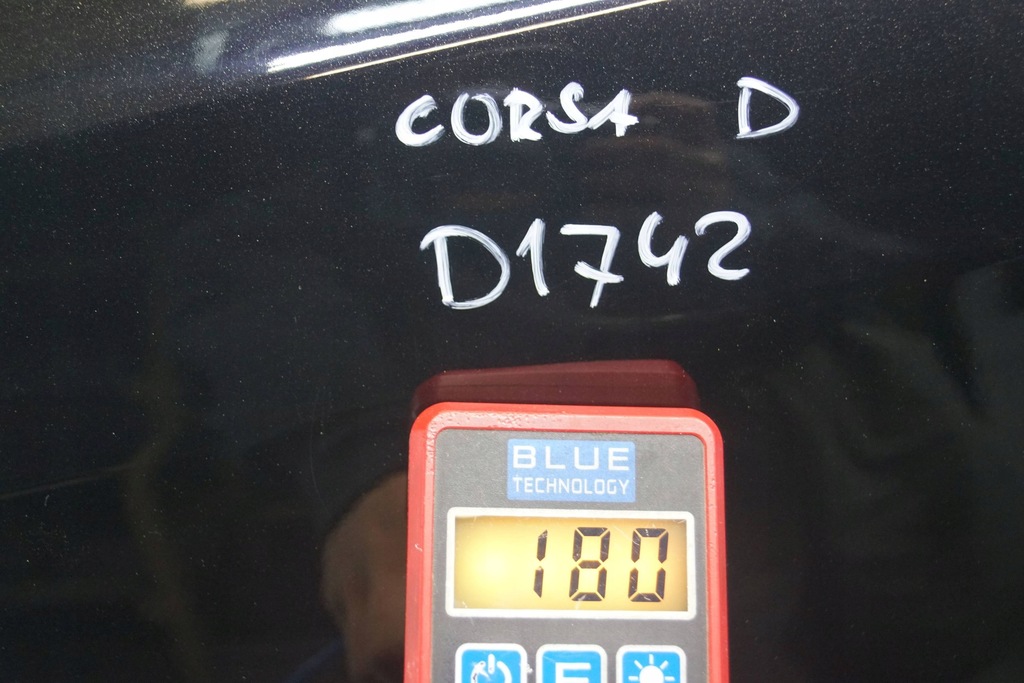 CORSA D
D1742
BLUE
TECHNOLOGY
180
F